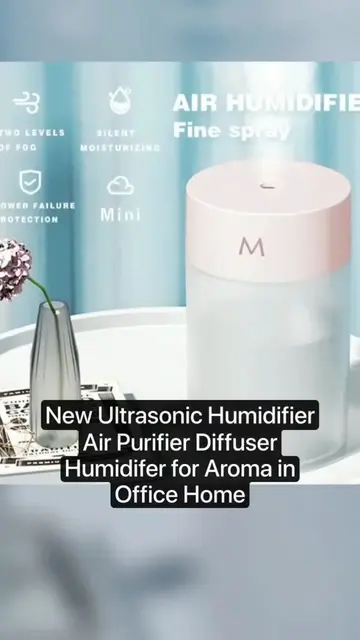 AIR HUMIDIFIE
Fine spray
TWO LEVELS
OF FOG
SILENT
MOISTURIZING
OWER FAILURE
ROTECTION
Mini
M
New Ultrasonic Humidifier
Air Purifier Diffuser
Humidifer for Aroma in
Office Home